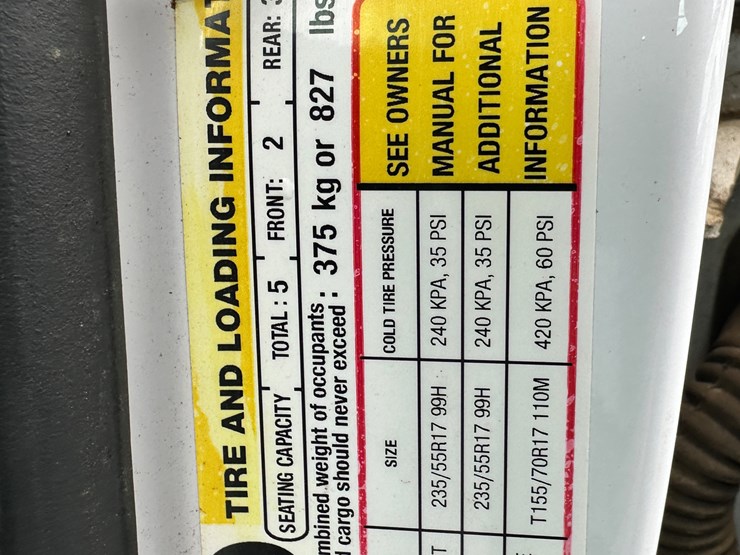 TIRE AND LOADING INFORMAT
SEATING CAPACITY TOTAL : 5 FRONT: 2 REAR: 3
mbined weight of occupants
d cargo should never exceed : 375 kg or 827 lbs
SIZE COLD TIRE PRESSURE SEE OWNERS
T 235/55R17 99H 240 KPA, 35 PSI MANUAL FOR
235/55R17 99H 240 KPA, 35 PSI ADDITIONAL
T155/70R17 110M 420 KPA, 60 PSI INFORMATION